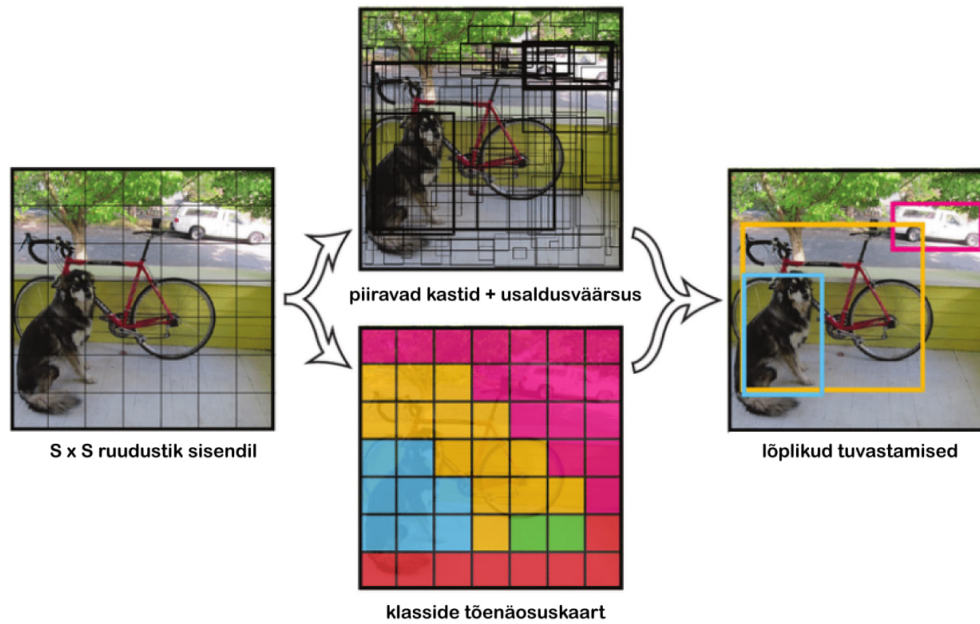 piiravad kastid + usaldusväärsus
S x S ruudustik sisendil
lõplikud tuvastamised
klasside tõenäosuskaart